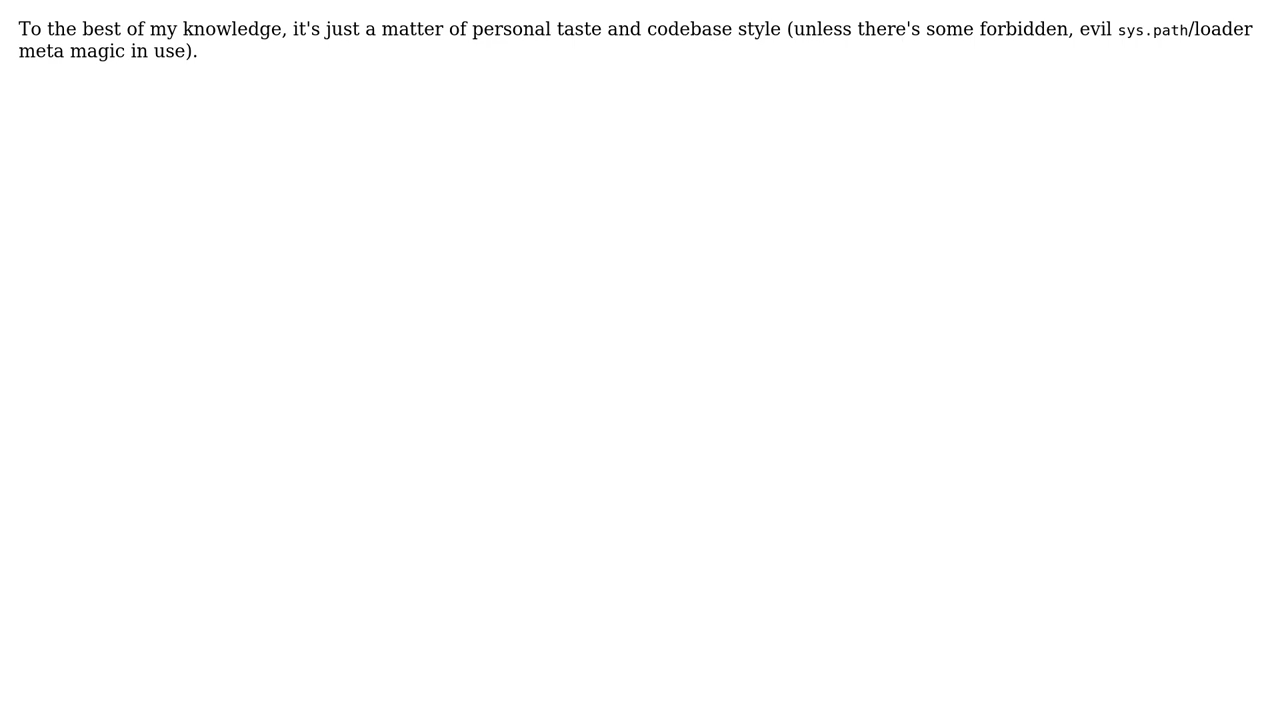 To the best of my knowledge, it's just a matter of personal taste and codebase style (unless there's some forbidden, evil sys.path/loader
meta magic in use).